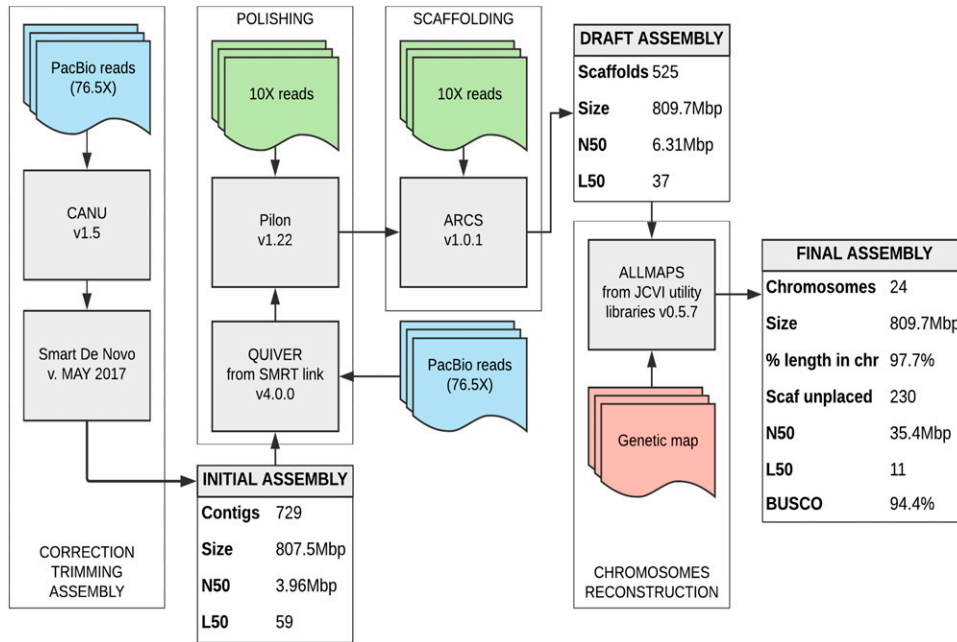 PacBio reads
(76.5X)
CANU
v1.5
Smart De Novo
v. MAY 2017
CORRECTION
TRIMMING
ASSEMBLY
POLISHING
10X reads
Pilon
v1.22
QUIVER
from SMRT link
v4.0.0
INITIAL ASSEMBLY
Contigs 729
Size 807.5Mbp
N50 3.96Mbp
L50 59
SCAFFOLDING
10X reads
ARCS
v1.0.1
PacBio reads
(76.5X)
DRAFT ASSEMBLY
Scaffolds 525
Size 809.7Mbp
N50 6.31Mbp
L50 37
ALLMAPS
from JCVI utility
libraries v0.5.7
Genetic map
CHROMOSOMES
RECONSTRUCTION
FINAL ASSEMBLY
Chromosomes 24
Size 809.7Mbp
% length in chr 97.7%
Scaf unplaced 230
N50 35.4Mbp
L50 11
BUSCO 94.4%